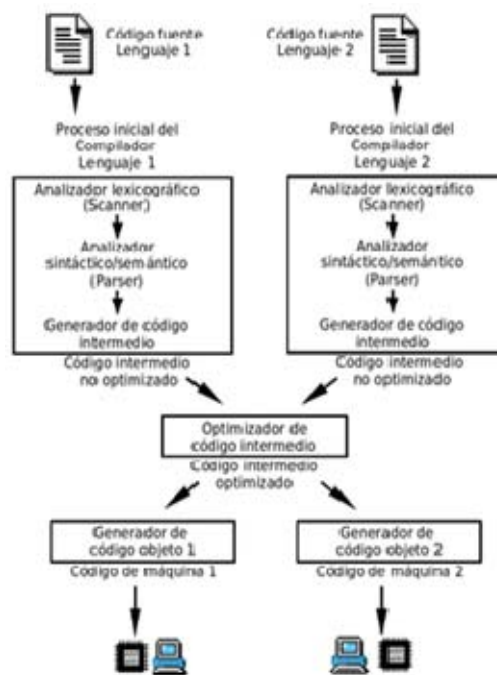 Código fuente
Lenguaje 1
Código fuente
Lenguaje 2
Proceso inicial del
Compilador
Lenguaje 1
Proceso inicial del
Compilador
Lenguaje 2
Analizador lexicográfico
(Scanner)
Analizador
sintáctico/semántico
(Parser)
Generador de código
intermedio
Analizador lexicográfico
(Scanner)
Analizador
sintáctico/semántico
(Parser)
Generador de código
intermedio
Código intermedio
no optimizado
Código intermedio
no optimizado
Optimizador de
código intermedio
Código intermedio
optimizado
Generador de
código objeto 1
Código de máquina 1
Generador de
código objeto 2
Código de máquina 2